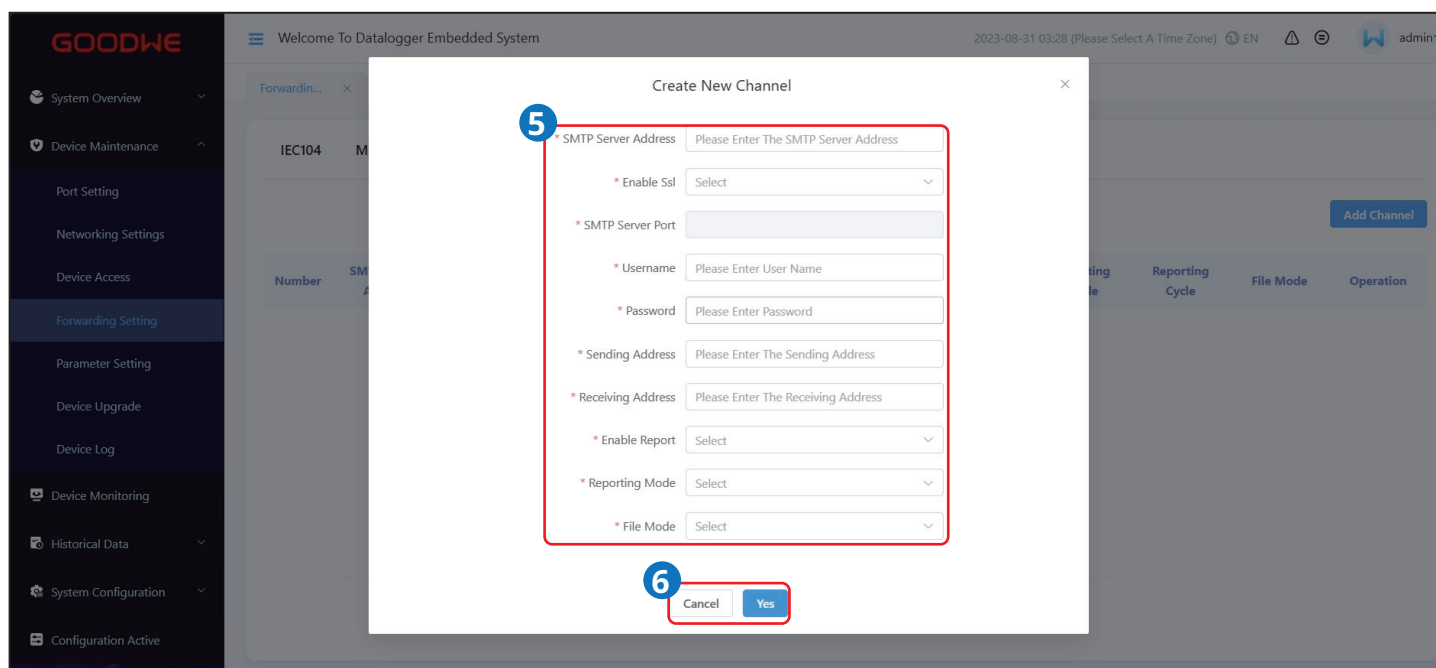 GOODWE
Welcome To Datalogger Embedded System
2023-08-31 03:28 (Please Select A Time Zone) EN
admin
System Overview
Device Maintenance
Port Setting
Networking Settings
Device Access
Forwarding Setting
Parameter Setting
Device Upgrade
Device Log
Device Monitoring
Historical Data
System Configuration
Configuration Active
Forwardin...
IEC104 M
Add Channel
Number
SM
A
ting
le
Reporting
Cycle
File Mode
Operation
Create New Channel
5
* SMTP Server Address Please Enter The SMTP Server Address
* Enable Ssl Select
* SMTP Server Port
* Username Please Enter User Name
* Password Please Enter Password
* Sending Address Please Enter The Sending Address
* Receiving Address Please Enter The Receiving Address
* Enable Report Select
* Reporting Mode Select
* File Mode Select
6
Cancel Yes